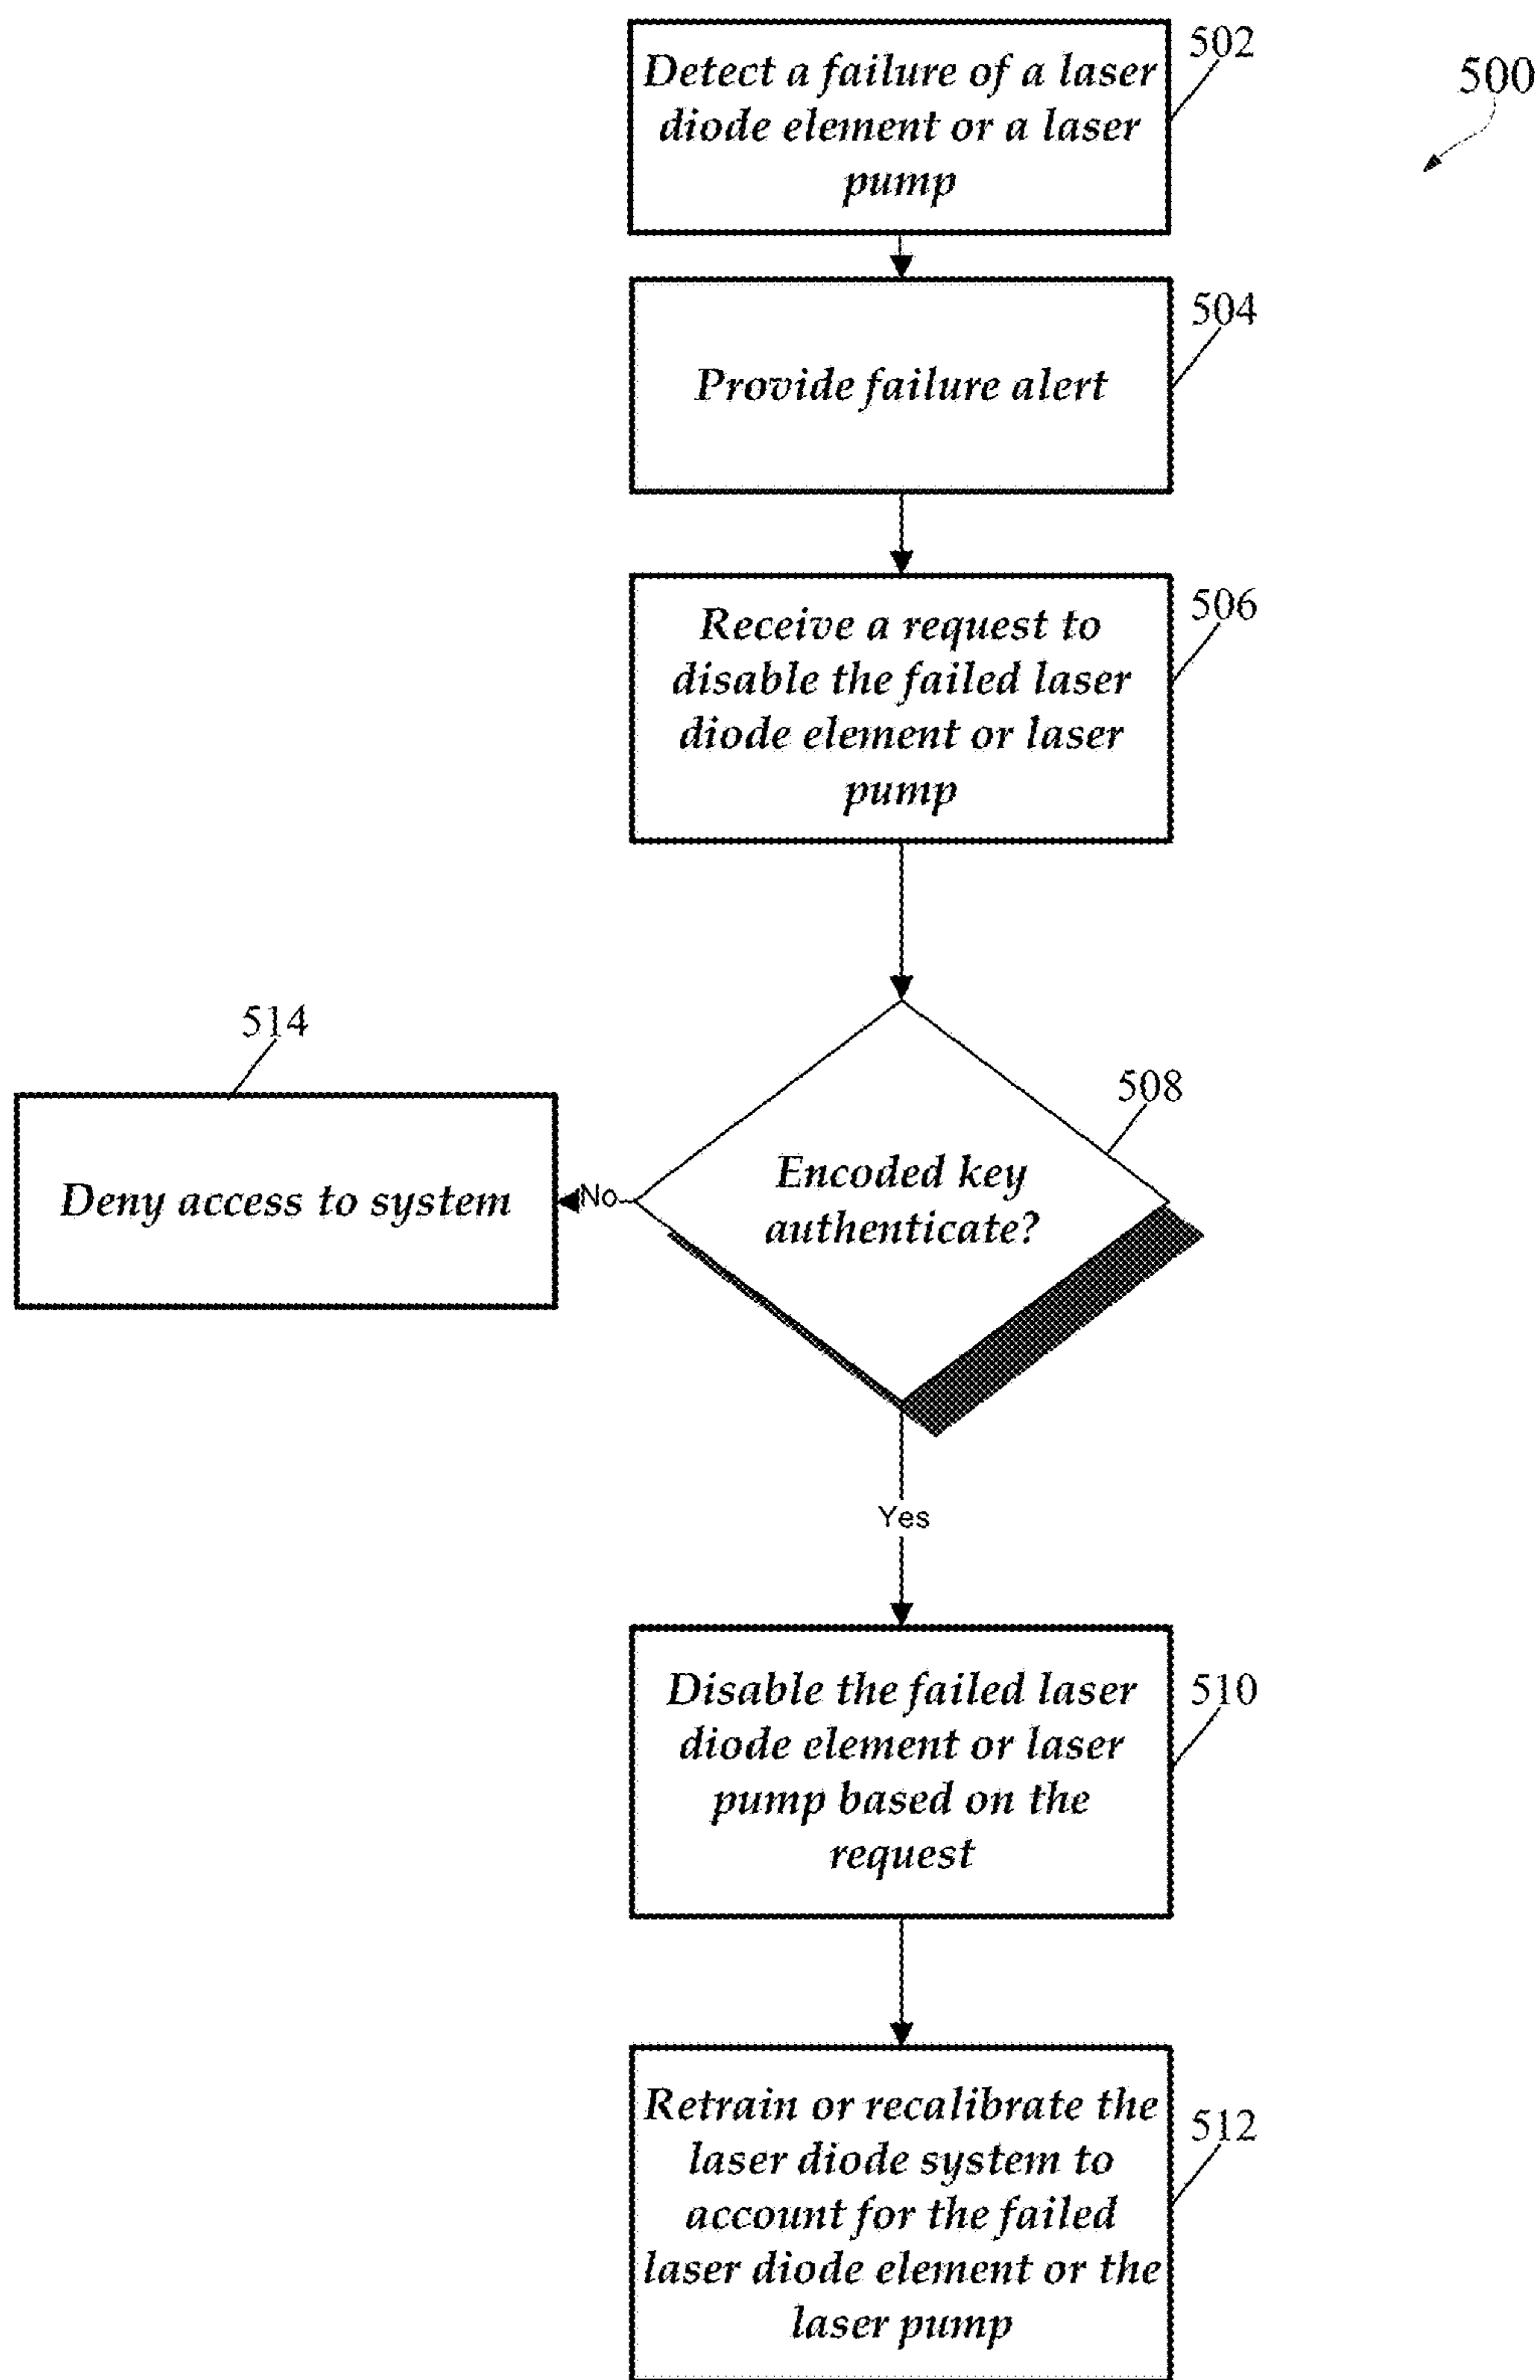 Detect a failure of a laser
diode element or a laser
pump
502
500
Provide failure alert
504
Receive a request to
disable the failed laser
diode element or laser
pump
506
514
Deny access to system
No
508
Encoded key
authenticate?
Yes
Disable the failed laser
diode element or laser
pump based on the
request
510
Retrain or recalibrate the
laser diode system to
account for the failed
laser diode element or the
laser pump
512